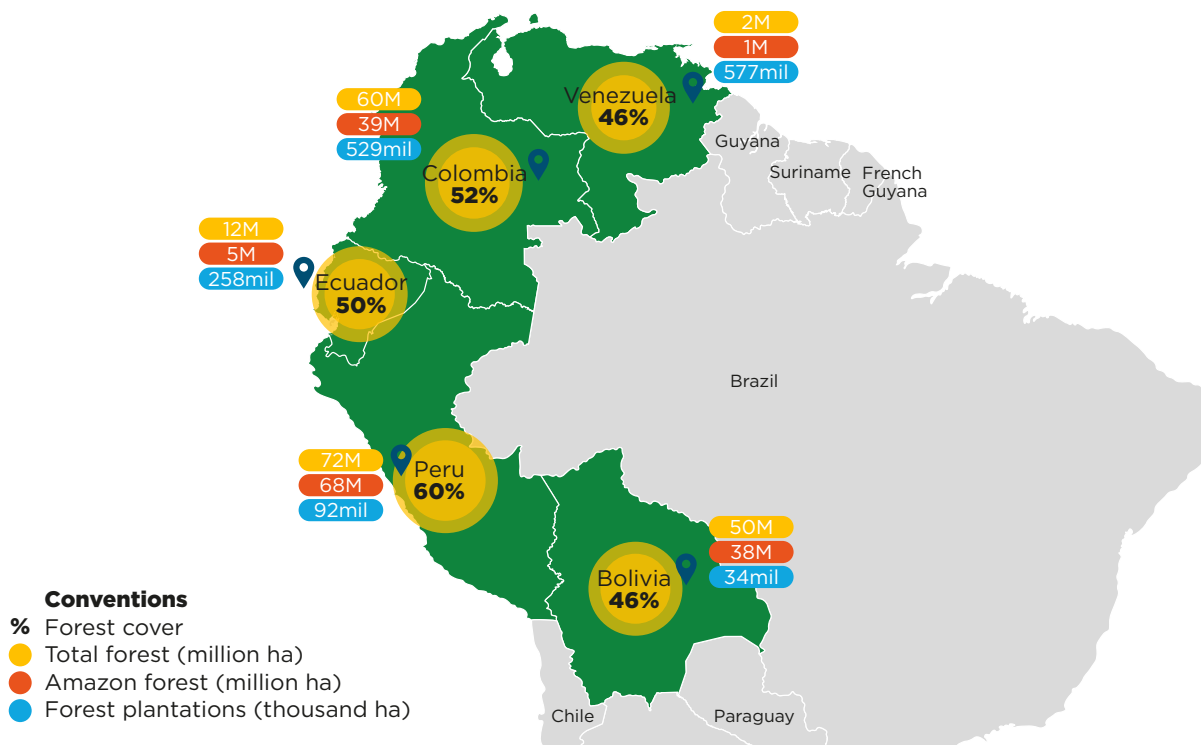 2M
1M
577mil
Venezuela
46%
60M
39M
529mil
Colombia
52%
Guyana
Suriname
French
Guyana
12M
5M
258mil
Ecuador
50%
Brazil
72M
68M
92mil
Peru
60%
50M
38M
34mil
Bolivia
46%
Conventions
% Forest cover
Total forest (million ha)
Amazon forest (million ha)
Forest plantations (thousand ha)
Chile
Paraguay